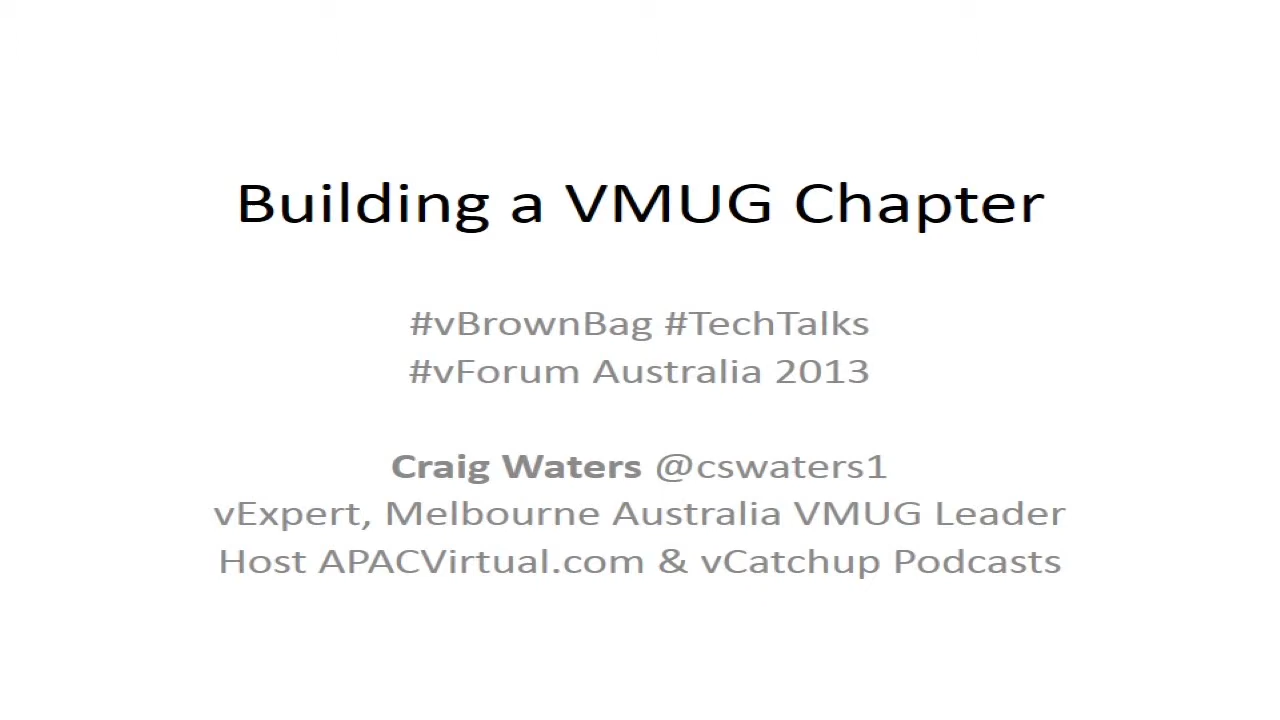 Building a VMUG Chapter
#vBrownBag #TechTalks
#vForum Australia 2013
Craig Waters @cswaters1
vExpert, Melbourne Australia VMUG Leader
Host APACVirtual.com & vCatchup Podcasts